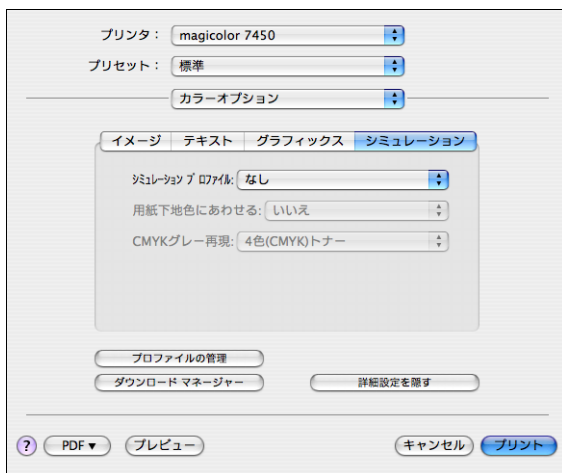 プリンタ： magicolor 7450
プリセット： 標準
カラーオプション
イメージ テキスト グラフィックス シミュレーション
ｼﾐｭﾚｰｼｮﾝ ﾌﾟﾛﾌｧｲﾙ: なし
用紙下地色にあわせる: いいえ
CMYKグレー再現: 4色(CMYK)トナー
プロファイルの管理
ダウンロード マネージャー 詳細設定を隠す
? PDF▼ プレビュー キャンセル プリント